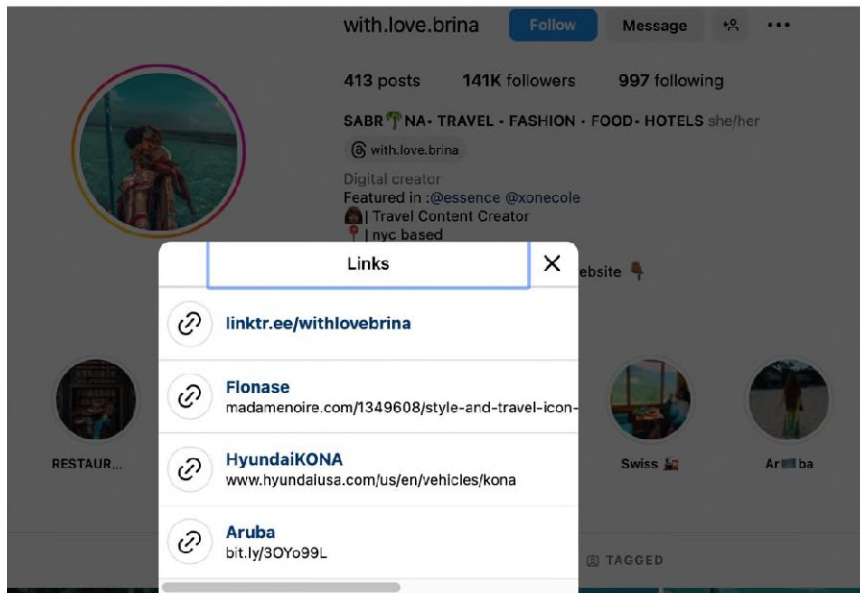 with.love.brina Follow Message
413 posts 141K followers 997 following
SABR🌴NA• TRAVEL • FASHION • FOOD• HOTELS she/her
with.love.brina
Digital creator
Featured in :@essence @xonecole
| Travel Content Creator
📍| nyc based
Links
ebsite
linktr.ee/withlovebrina
Flonase
madamenoire.com/1349608/style-and-travel-icon-
HyundaiKONA
www.hyundaiusa.com/us/en/vehicles/kona
RESTAUR... Swiss Ar🇦🇼ba
Aruba
bit.ly/3OYo99L
TAGGED